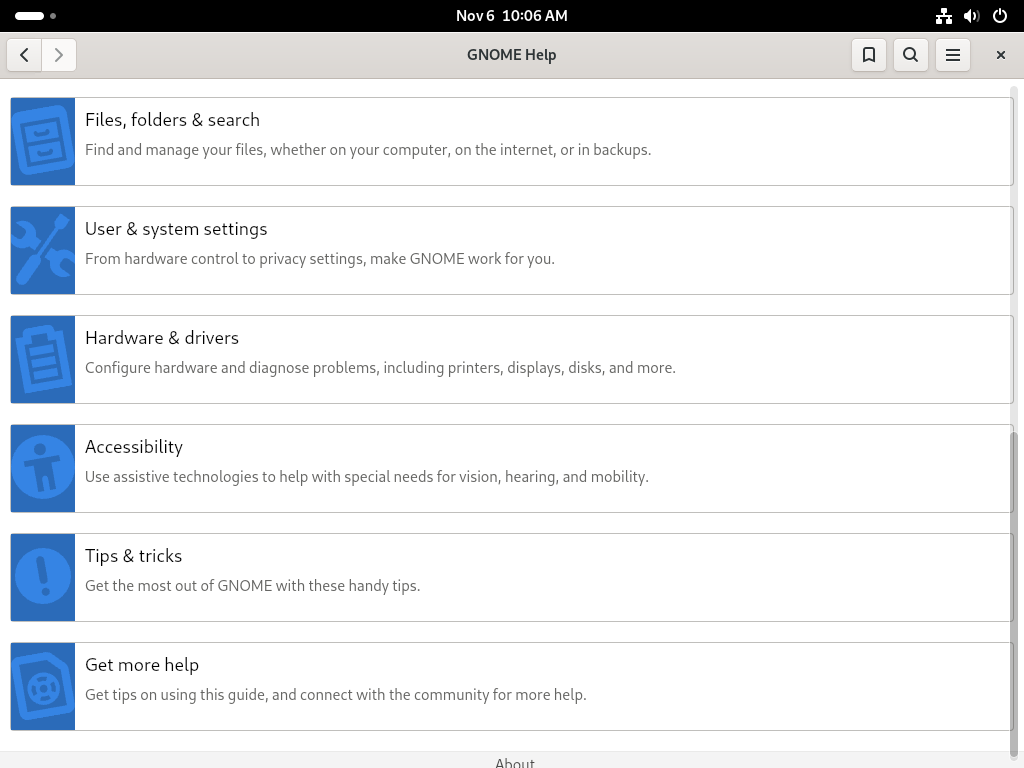 Nov 6 10:06 AM
GNOME Help
Files, folders & search
Find and manage your files, whether on your computer, on the internet, or in backups.
User & system settings
From hardware control to privacy settings, make GNOME work for you.
Hardware & drivers
Configure hardware and diagnose problems, including printers, displays, disks, and more.
Accessibility
Use assistive technologies to help with special needs for vision, hearing, and mobility.
Tips & tricks
Get the most out of GNOME with these handy tips.
Get more help
Get tips on using this guide, and connect with the community for more help.
About